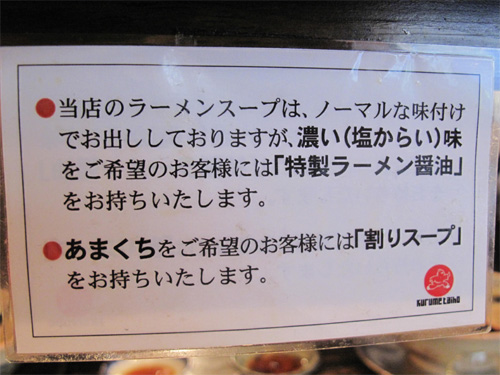 ●当店のラーメンスープは、ノーマルな味付け
でお出ししておりますが、濃い(塩からい)味
をご希望のお客様には「特製ラーメン醤油」
をお持ちいたします。
●あまくちをご希望のお客様には「割りスープ」
をお持ちいたします。
Kurume Taiho